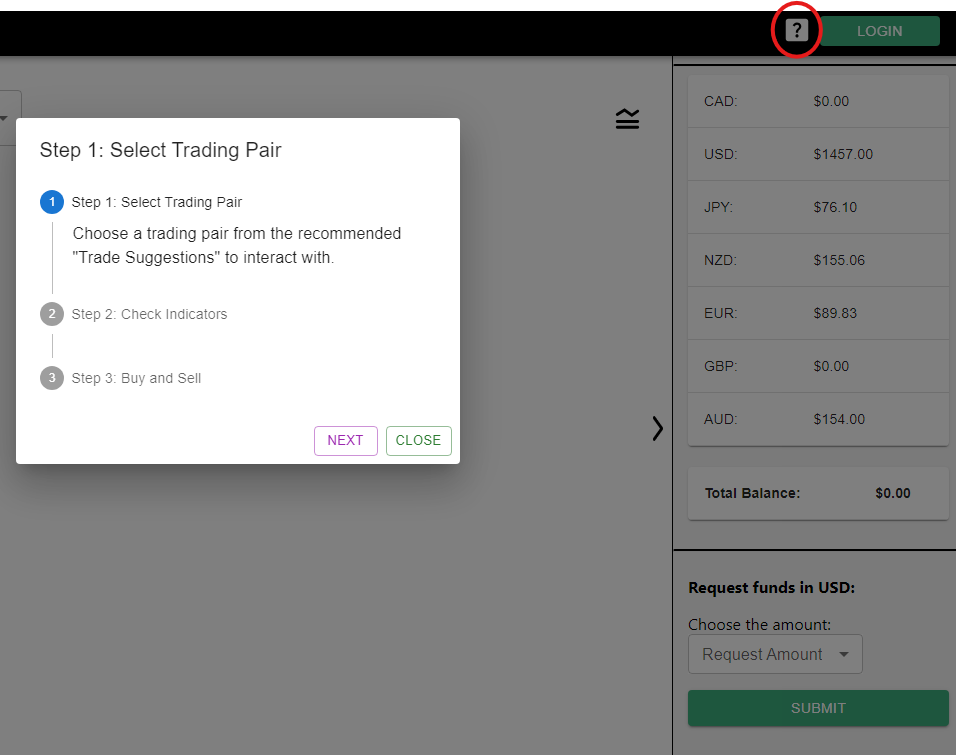 ?
LOGIN
Step 1: Select Trading Pair
1 Step 1: Select Trading Pair
Choose a trading pair from the recommended
"Trade Suggestions" to interact with.
2 Step 2: Check Indicators
3 Step 3: Buy and Sell
NEXT CLOSE
CAD: $0.00
USD: $1457.00
JPY: $76.10
NZD: $155.06
EUR: $89.83
GBP: $0.00
AUD: $154.00
Total Balance: $0.00
Request funds in USD:
Choose the amount:
Request Amount
SUBMIT